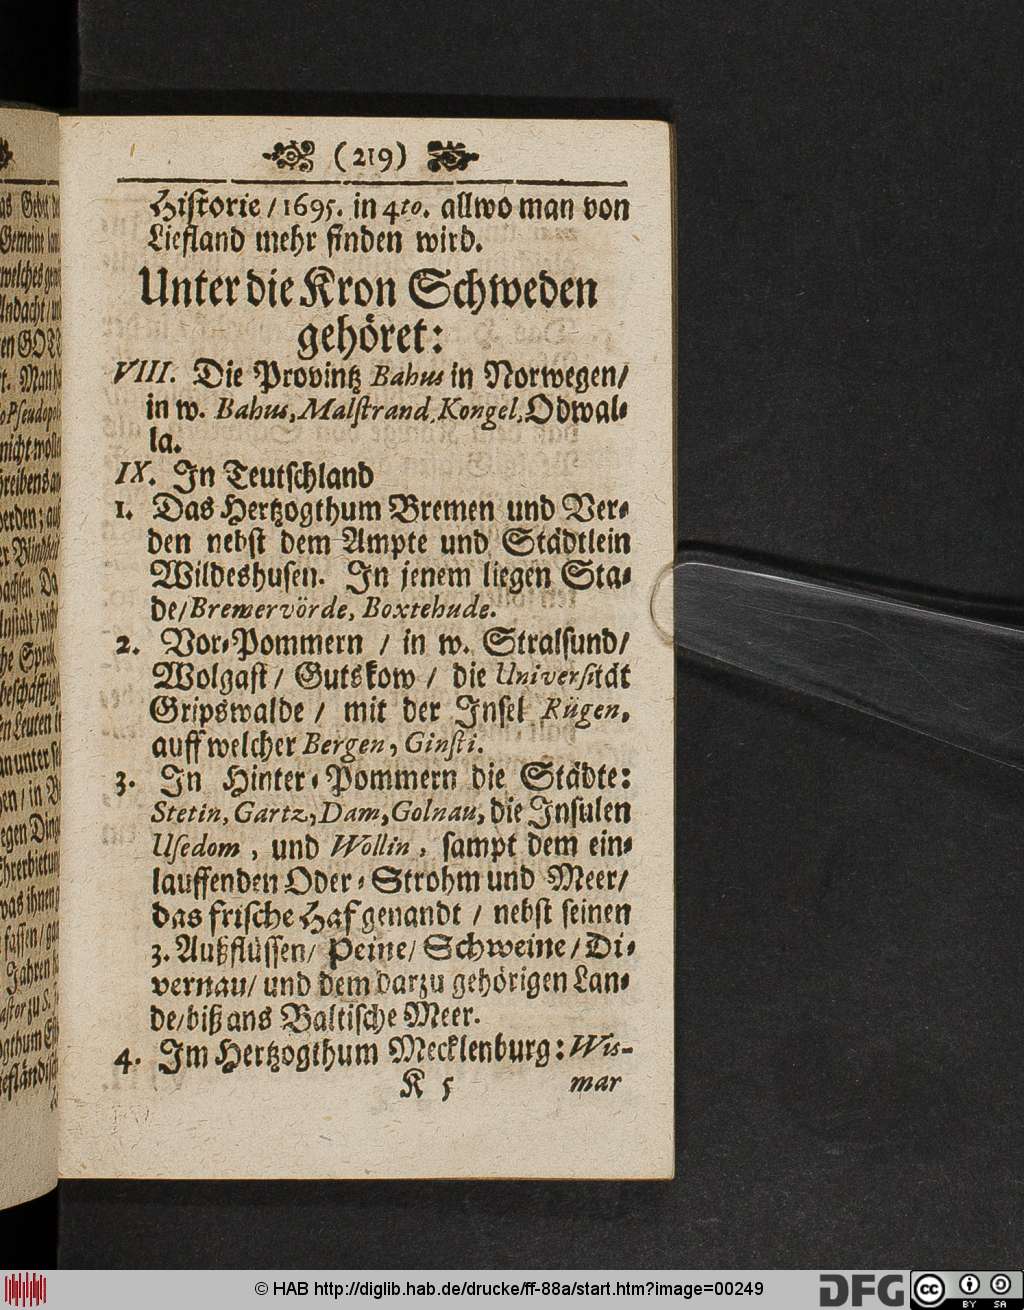 (219)
Historie / 1695. in 4to. allwo man von
Liefland mehr finden wird.
Unter die Kron Schweden
gehöret:
VIII. Die Provintz Bahus in Norwegen/
in w. Bahus, Malstrand, Kongel, Odwal-
la.
IX. In Teutschland
1. Das Hertzogthum Bremen und Ver-
den nebst dem Ampte und Städtlein
Wildeshusen. In jenem liegen Sta-
de/ Bremervörde, Boxtehude.
2. Vor-Pommern / in w. Stralsund/
Wolgast / Gutskow / die Universität
Gripswalde / mit der Insel Rügen,
auff welcher Bergen, Ginsti.
3. In Hinter-Pommern die Städte:
Stetin, Gartz, Dam, Golnau, die Insulen
Usedom, und Wollin, sampt dem ein-
lauffenden Oder-Strohm und Meer/
das frische Haf genandt / nebst seinen
3. Außflüssen/ Peine/ Schweine/ Di-
vernau/ und dem darzu gehörigen Lan-
de/ biß ans Baltische Meer.
4. Im Hertzogthum Mecklenburg: Wis-
K 5 mar
© HAB http://diglib.hab.de/drucke/ff-88a/start.htm?image=00249
DFG
cc BY SA